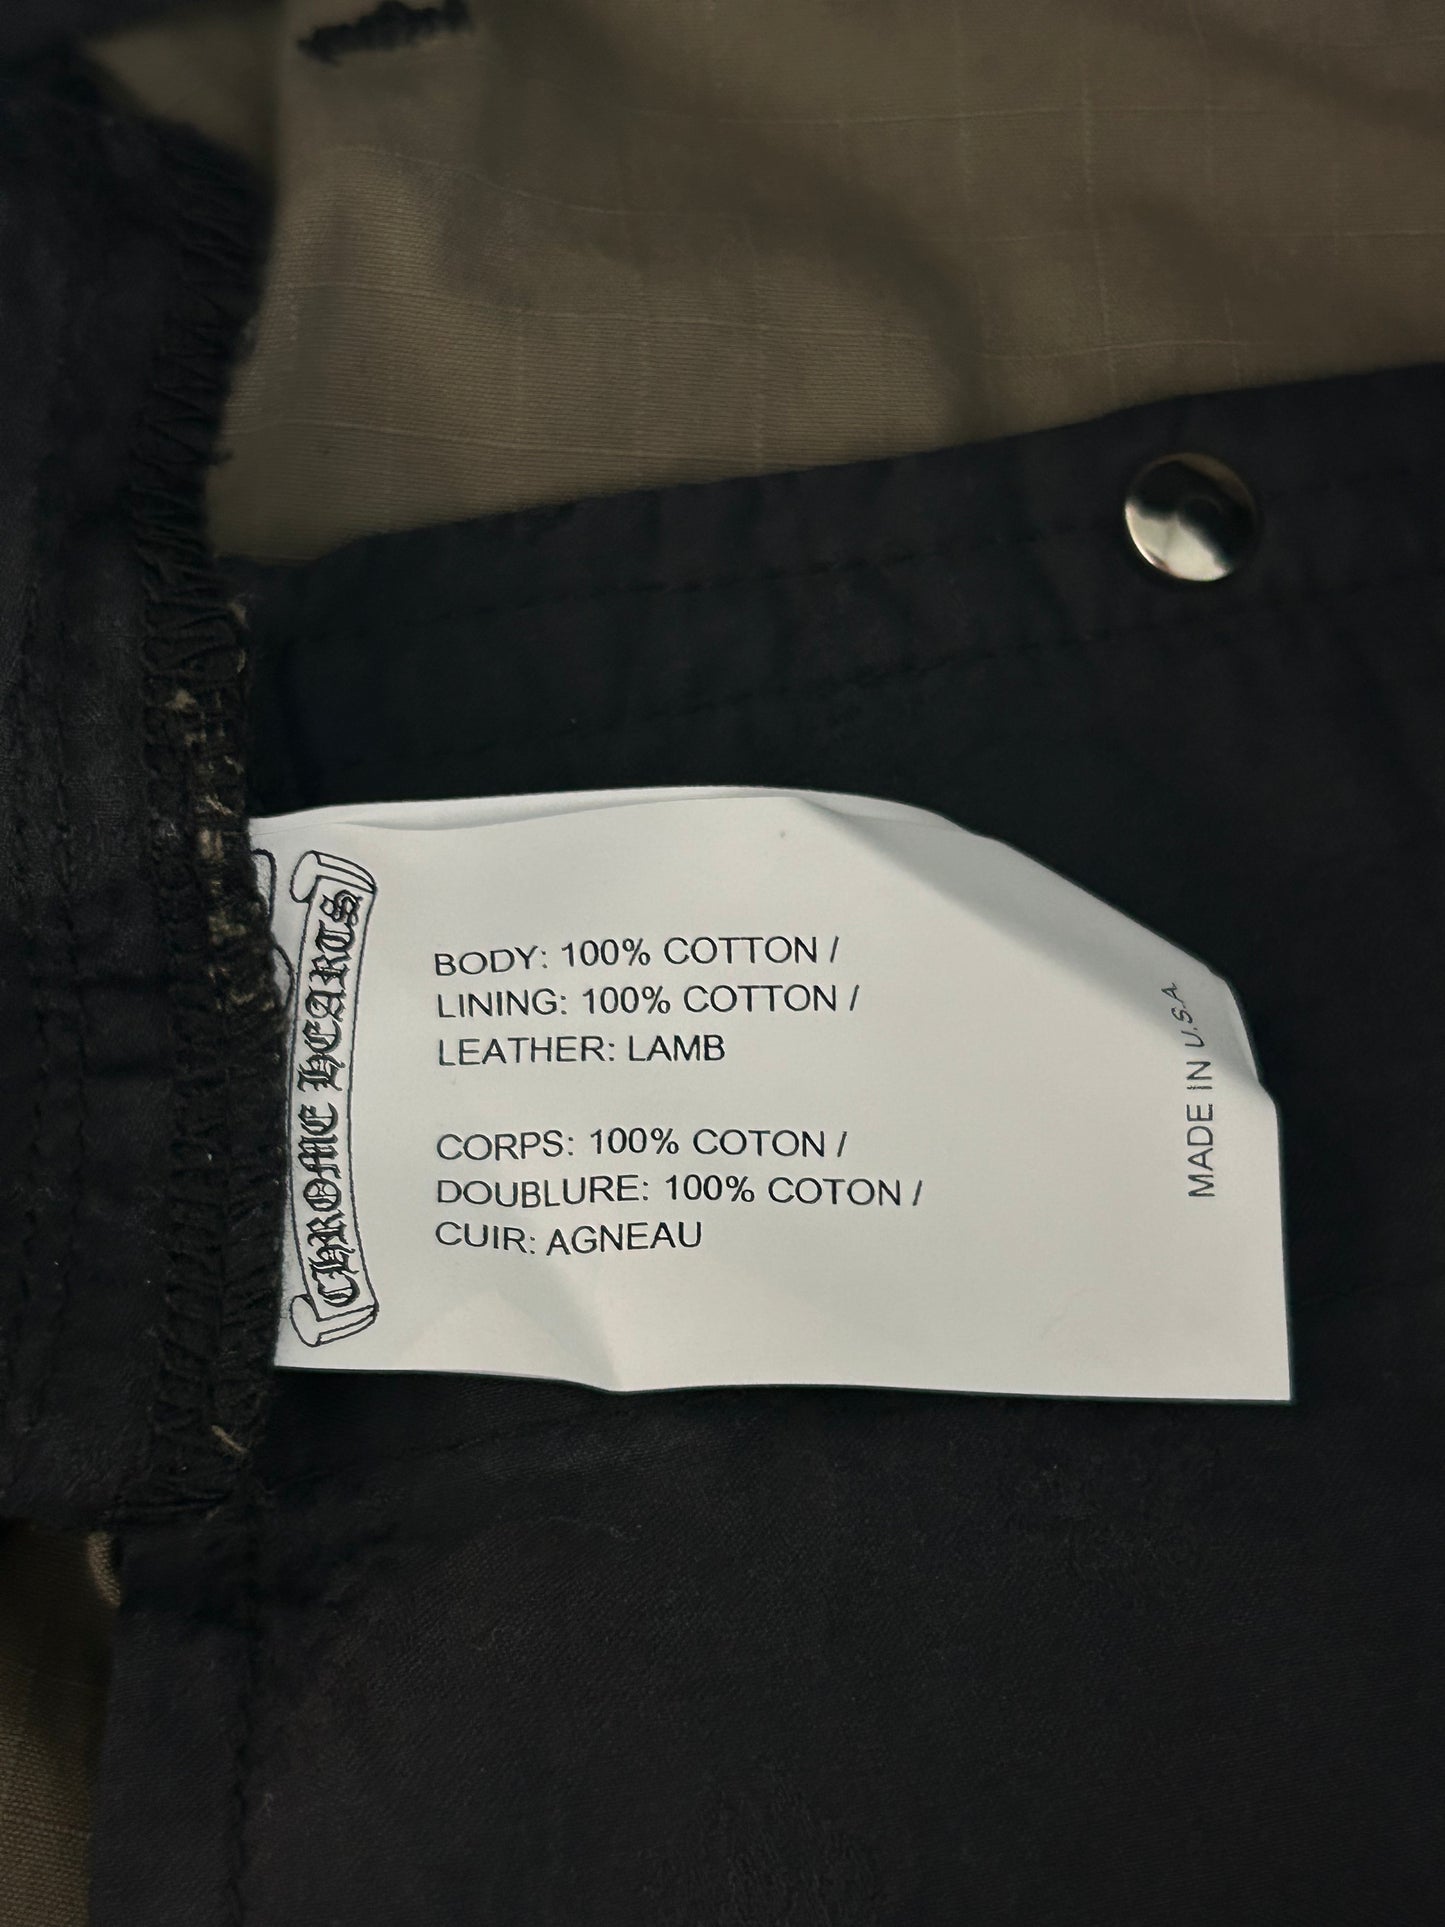 CHROME HEARTS
BODY: 100% COTTON /
LINING: 100% COTTON /
LEATHER: LAMB
CORPS: 100% COTON /
DOUBLURE: 100% COTON /
CUIR: AGNEAU
MADE IN U.S.A.